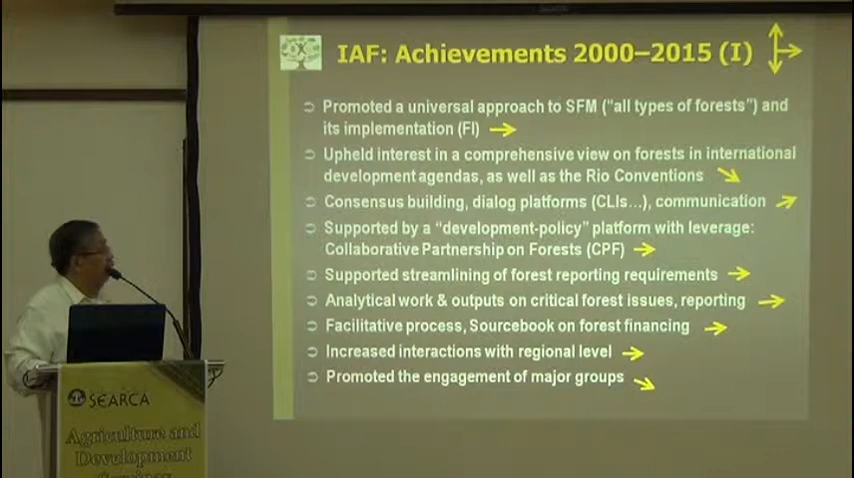 IAF: Achievements 2000–2015 (I)
Promoted a universal approach to SFM (“all types of forests”) and
its implementation (FI)
Upheld interest in a comprehensive view on forests in international
development agendas, as well as the Rio Conventions
Consensus building, dialog platforms (CLIs…), communication
Supported by a “development-policy” platform with leverage:
Collaborative Partnership on Forests (CPF)
Supported streamlining of forest reporting requirements
Analytical work & outputs on critical forest issues, reporting
Facilitative process, Sourcebook on forest financing
Increased interactions with regional level
Promoted the engagement of major groups
SEARCA
Agriculture and
Development